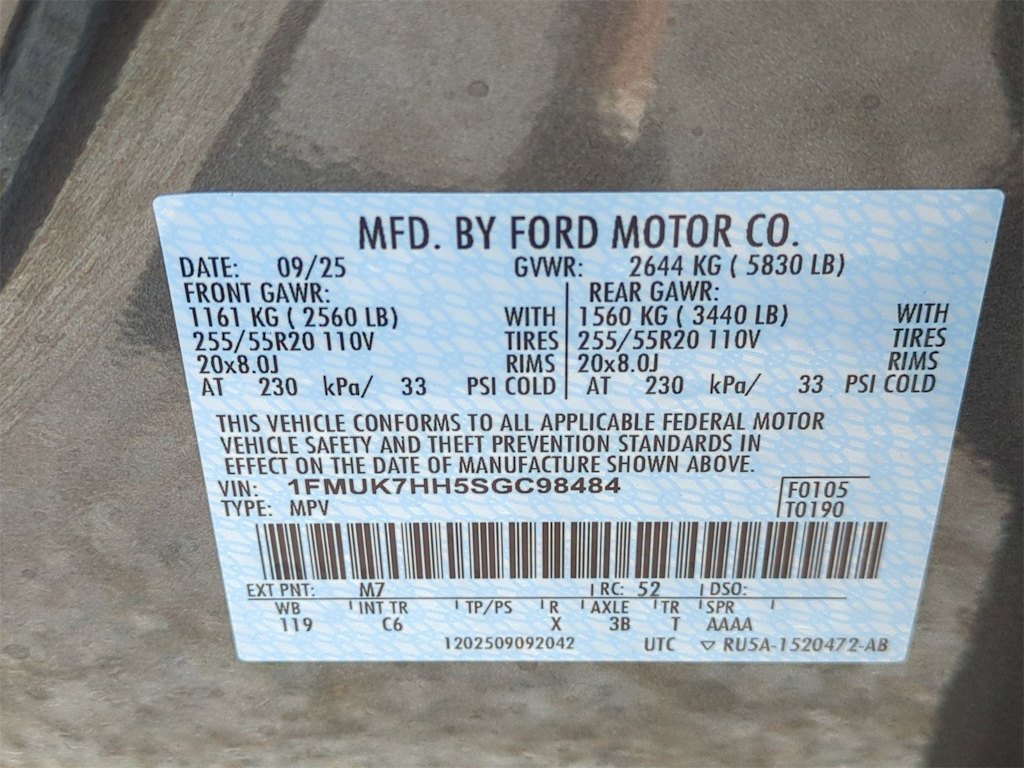 MFD. BY FORD MOTOR CO.
DATE: 09/25 GVWR: 2644 KG ( 5830 LB)
FRONT GAWR: REAR GAWR:
1161 KG ( 2560 LB) WITH 1560 KG ( 3440 LB) WITH
255/55R20 110V TIRES 255/55R20 110V TIRES
20x8.0J RIMS 20x8.0J RIMS
AT 230 kPa/ 33 PSI COLD AT 230 kPa/ 33 PSI COLD
THIS VEHICLE CONFORMS TO ALL APPLICABLE FEDERAL MOTOR
VEHICLE SAFETY AND THEFT PREVENTION STANDARDS IN
EFFECT ON THE DATE OF MANUFACTURE SHOWN ABOVE.
VIN: 1FMUK7HH5SGC98484 F0105
TYPE: MPV T0190
EXT PNT: M7 RC: 52 DSO:
WB INT TR TP/PS R AXLE TR SPR
119 C6 X 3B T AAAA
1202509092042 UTC ▽ RU5A-1520472-AB